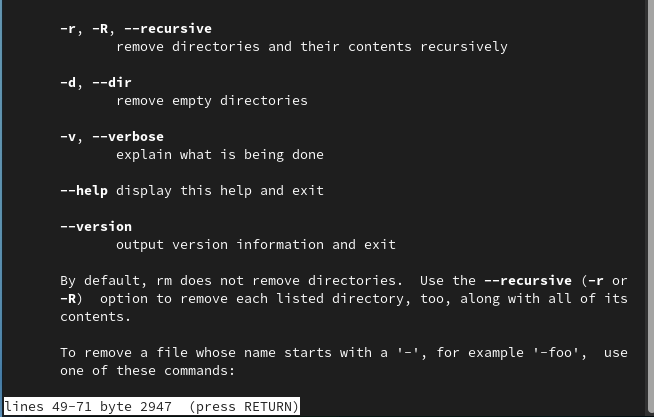 -r, -R, --recursive
remove directories and their contents recursively
-d, --dir
remove empty directories
-v, --verbose
explain what is being done
--help display this help and exit
--version
output version information and exit
By default, rm does not remove directories.  Use the --recursive (-r or
-R)  option to remove each listed directory, too, along with all of its
contents.
To remove a file whose name starts with a '-', for example '-foo',  use
one of these commands:
lines 49-71 byte 2947  (press RETURN)